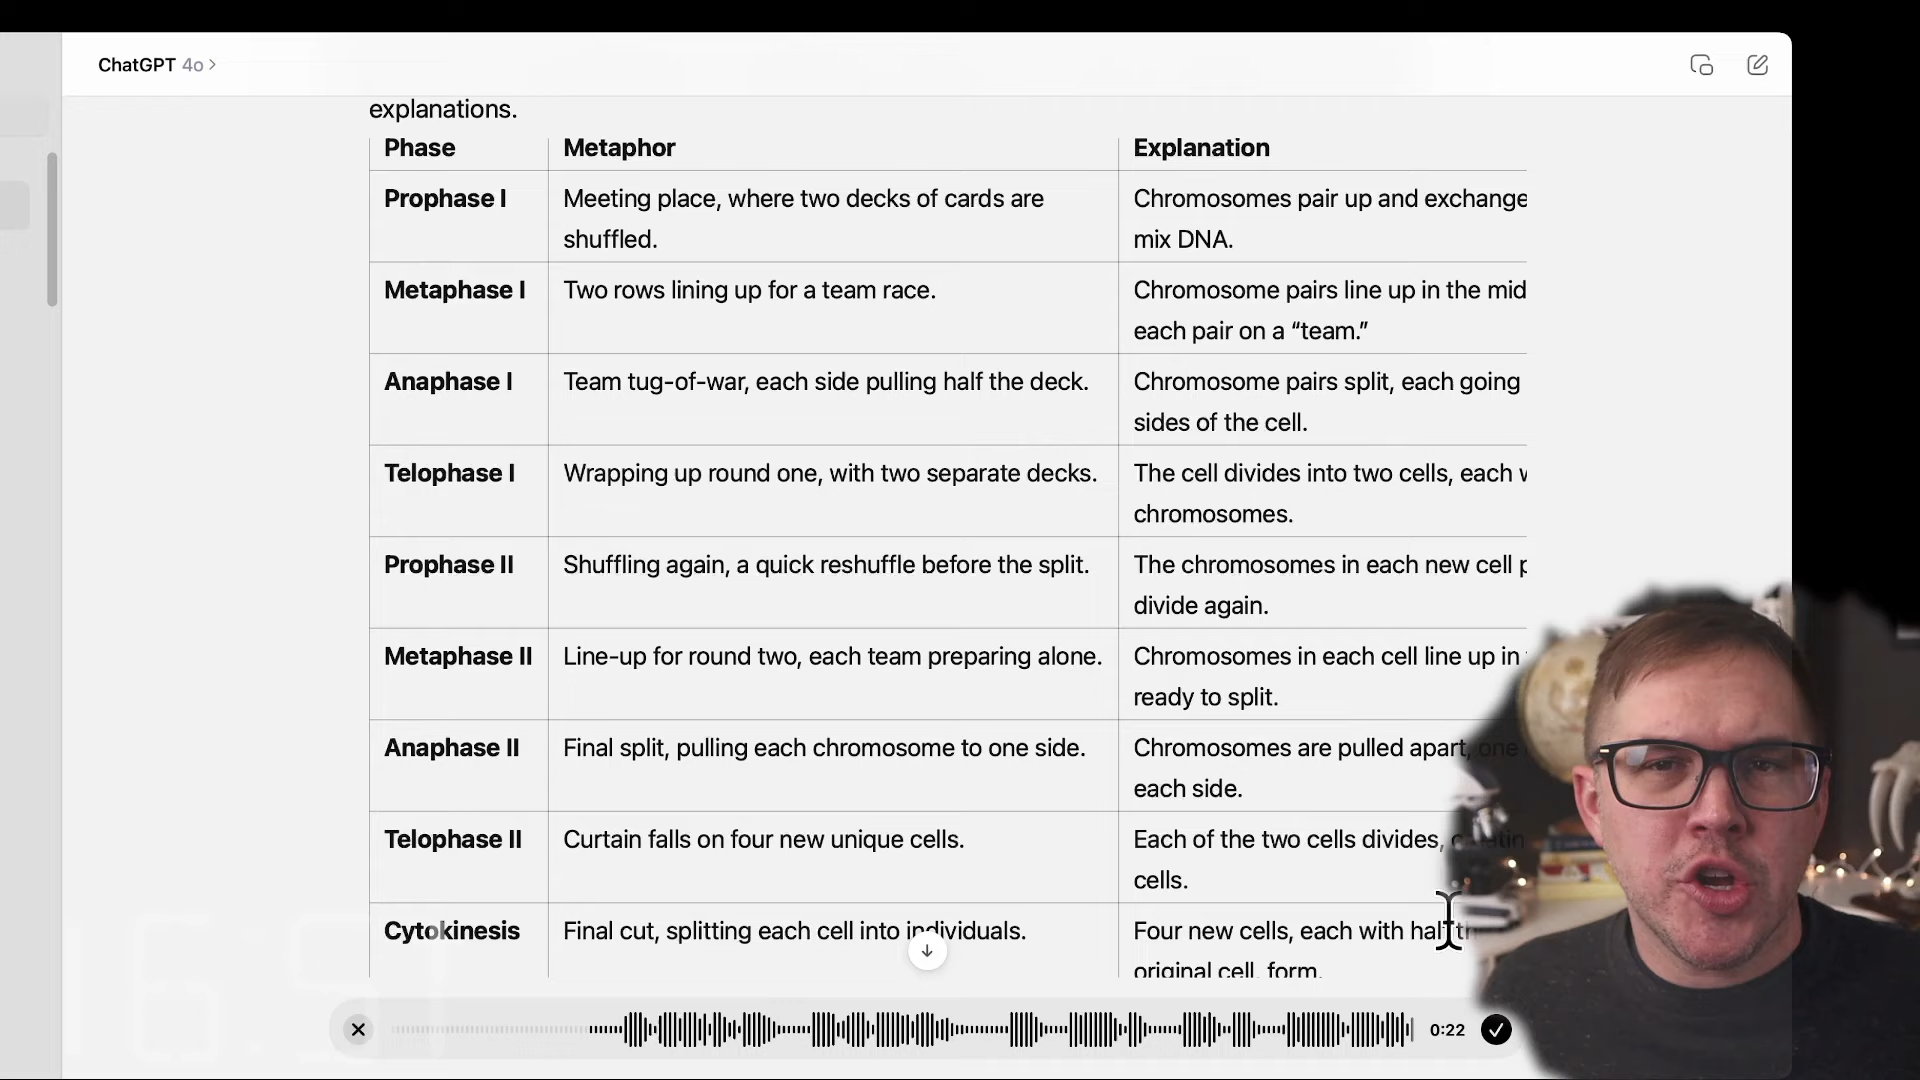 ChatGPT 4o >
explanations.
Phase Metaphor Explanation
Prophase I Meeting place, where two decks of cards are Chromosomes pair up and exchange
shuffled. mix DNA.
Metaphase I Two rows lining up for a team race. Chromosome pairs line up in the mid
each pair on a “team.”
Anaphase I Team tug-of-war, each side pulling half the deck. Chromosome pairs split, each going
sides of the cell.
Telophase I Wrapping up round one, with two separate decks. The cell divides into two cells, each
chromosomes.
Prophase II Shuffling again, a quick reshuffle before the split. The chromosomes in each new cell
divide again.
Metaphase II Line-up for round two, each team preparing alone. Chromosomes in each cell line up in
ready to split.
Anaphase II Final split, pulling each chromosome to one side. Chromosomes are pulled apart, one
each side.
Telophase II Curtain falls on four new unique cells. Each of the two cells divides,
cells.
Cytokinesis Final cut, splitting each cell into individuals. Four new cells, each with half
original cell, form.
0:22